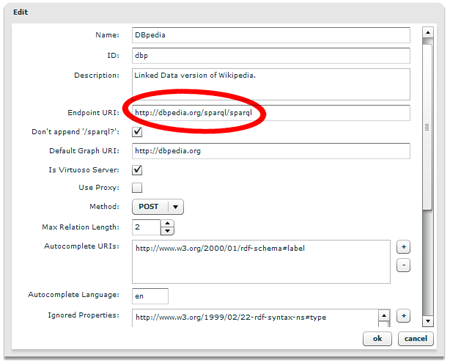 Edit
Name: DBpedia
ID: dbp
Description: Linked Data version of Wikipedia.
Endpoint URI: http://dbpedia.org/sparql/sparql
Don't append '/sparql?':
Default Graph URI: http://dbpedia.org
Is Virtuoso Server:
Use Proxy:
Method: POST
Max Relation Length: 2
Autocomplete URIs: http://www.w3.org/2000/01/rdf-schema#label
+
-
Autocomplete Language: en
Ignored Properties: http://www.w3.org/1999/02/22-rdf-syntax-ns#type
+
ok cancel